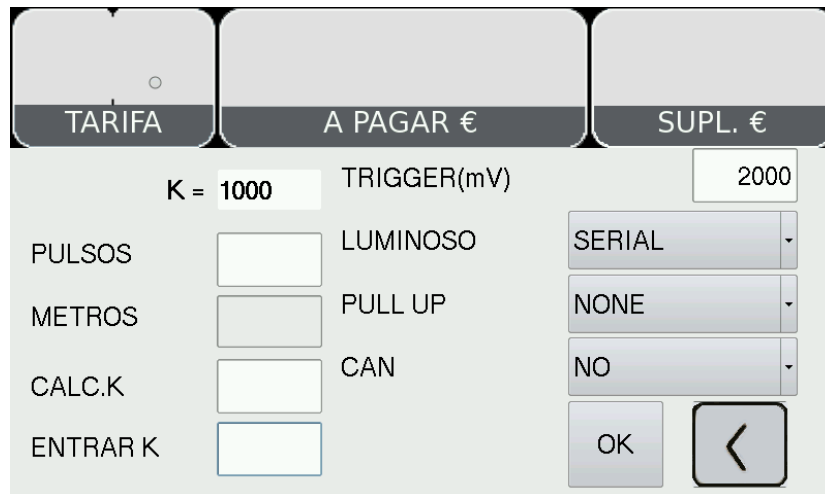 TARIFA
A PAGAR €
SUPL. €
K = 1000
TRIGGER(mV) 2000
PULSOS
LUMINOSO SERIAL
METROS
PULL UP NONE
CALC.K
CAN NO
ENTRAR K
OK